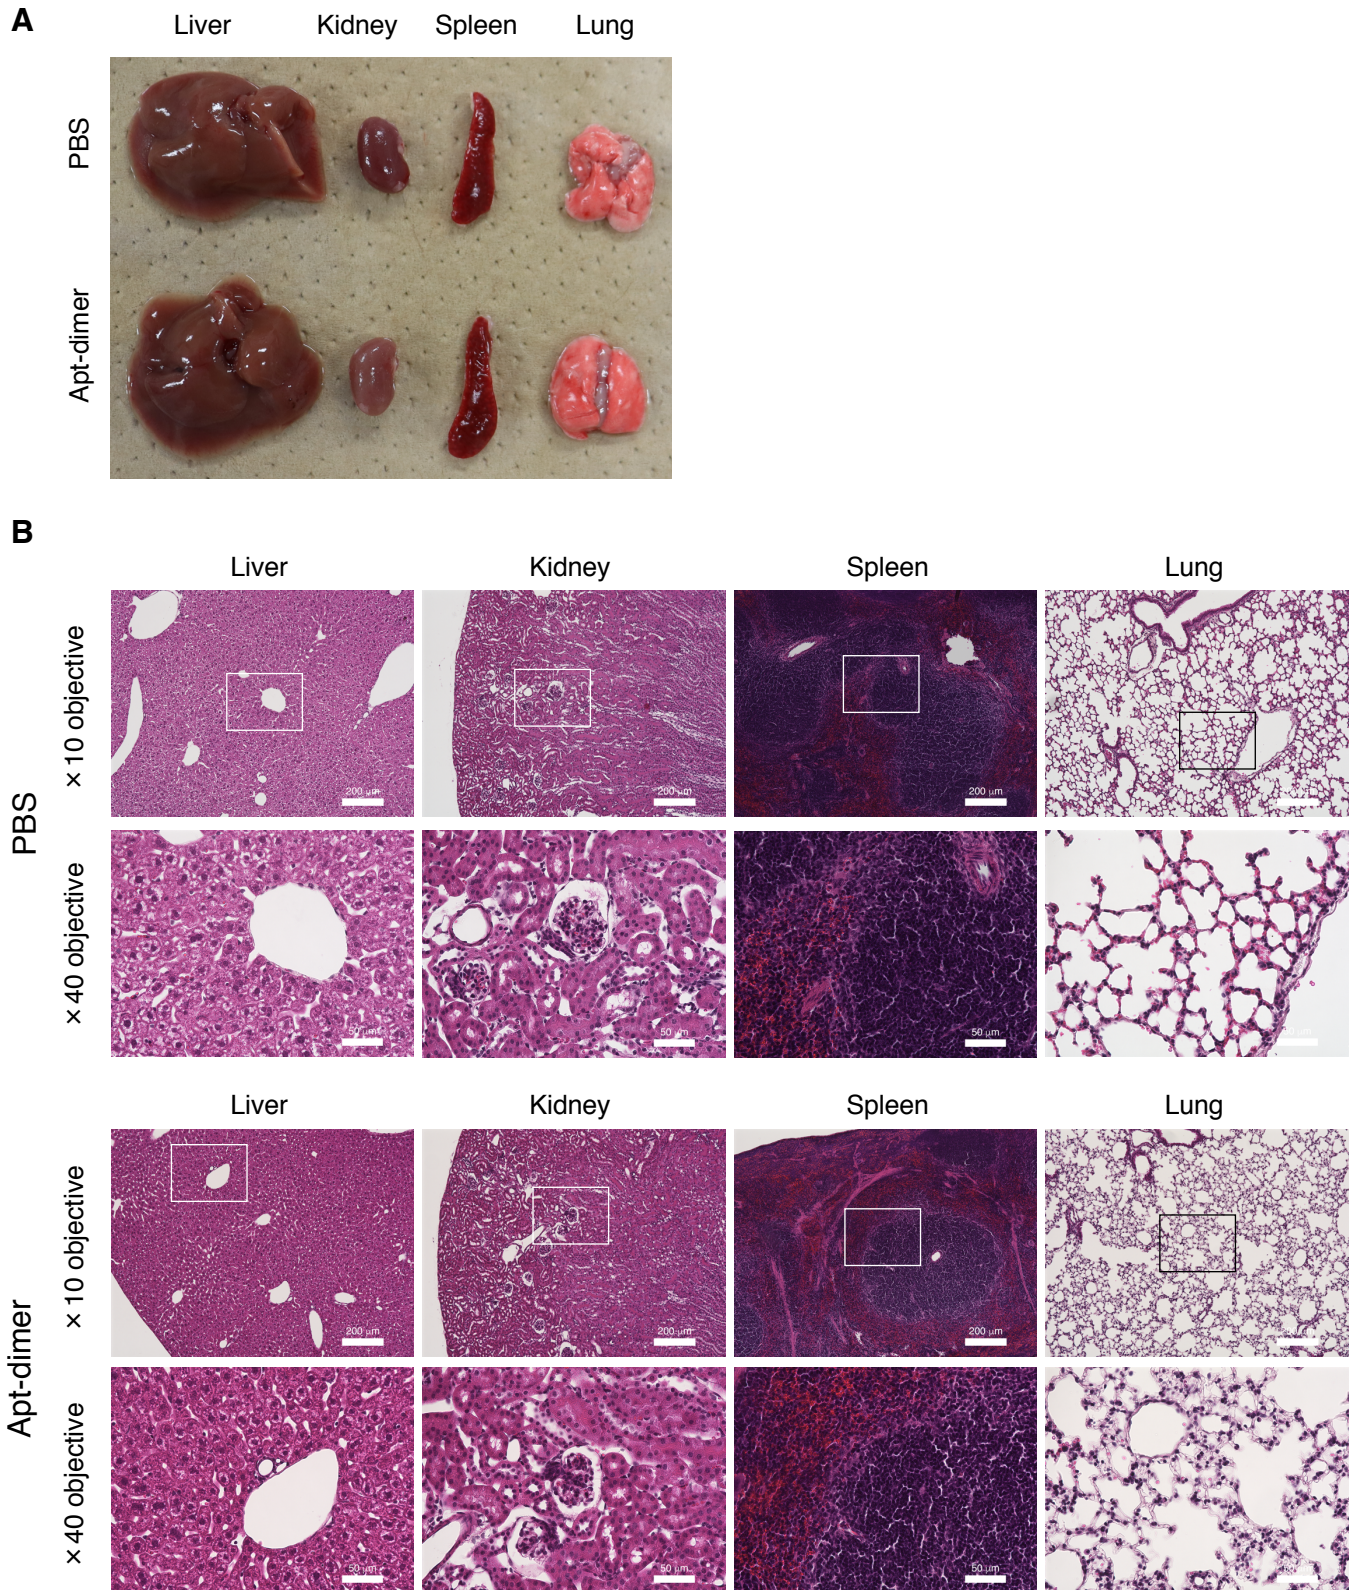 A
Liver Kidney Spleen Lung
PBS
Apt-dimer
B
Liver Kidney Spleen Lung
PBS
×10 objective
200 μm 200 μm 200 μm
×40 objective
50 μm 50 μm 50 μm
Liver Kidney Spleen Lung
Apt-dimer
×10 objective
200 μm 200 μm 200 μm
×40 objective
50 μm 50 μm 50 μm